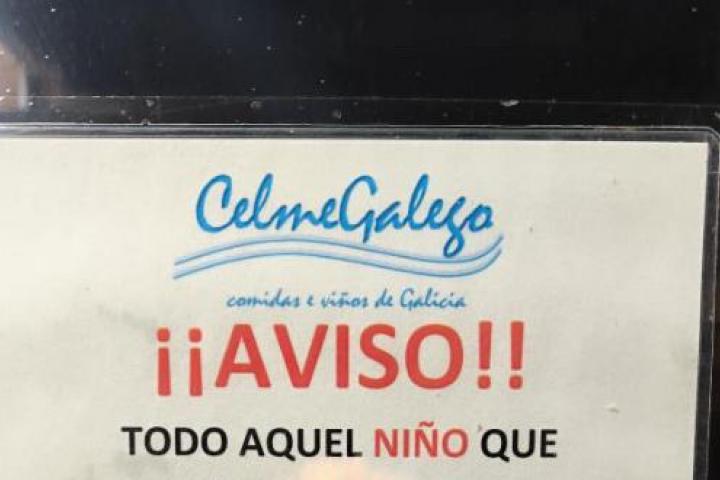 CelmeGalego
comidas e viños de Galicia
¡¡AVISO!!
TODO AQUEL NIÑO QUE